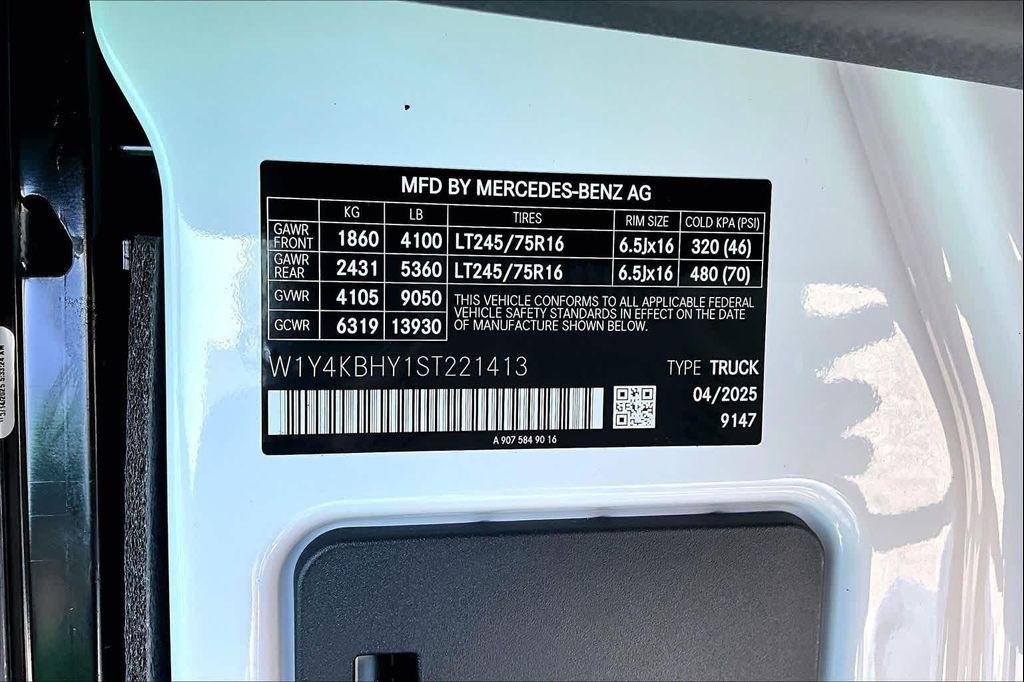 MFD BY MERCEDES-BENZ AG
KG LB TIRES RIM SIZE COLD KPA (PSI)
GAWR FRONT 1860 4100 LT245/75R16 6.5Jx16 320 (46)
GAWR REAR 2431 5360 LT245/75R16 6.5Jx16 480 (70)
GVWR 4105 9050
GCWR 6319 13930
THIS VEHICLE CONFORMS TO ALL APPLICABLE FEDERAL
VEHICLE SAFETY STANDARDS IN EFFECT ON THE DATE
OF MANUFACTURE SHOWN BELOW.
W1Y4KBHY1ST221413 TYPE TRUCK
04/2025
9147
A 907 584 90 16